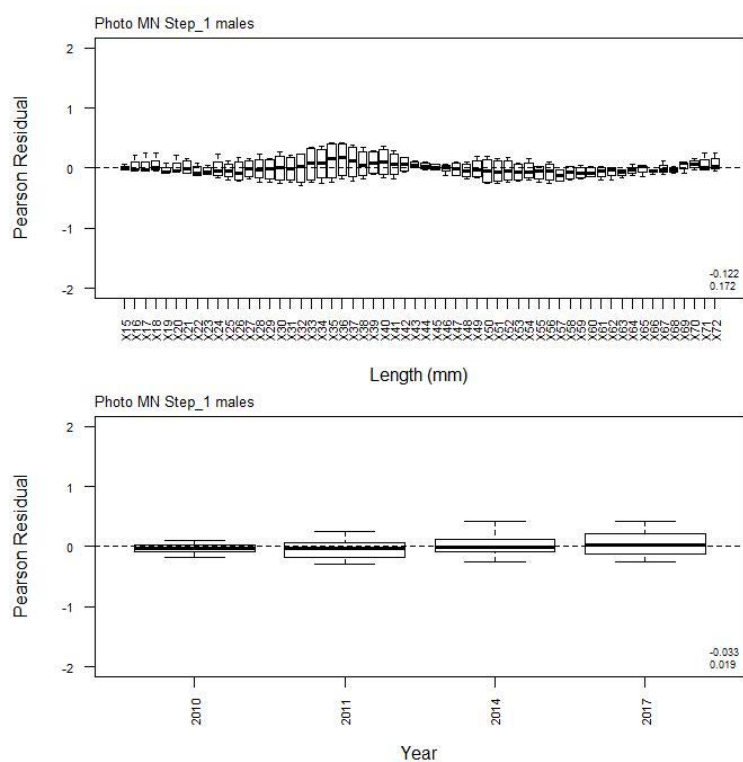 Photo MN Step_1 males
2
1
0
-1
-2
Pearson Residual
-0.122
0.172
X15 X16 X17 X18 X19 X20 X21 X22 X23 X24 X25 X26 X27 X28 X29 X30 X31 X32 X33 X34 X35 X36 X37 X38 X39 X40 X41 X42 X43 X44 X45 X46 X47 X48 X49 X50 X51 X52 X53 X54 X55 X56 X57 X58 X59 X60 X61 X62 X63 X64 X65 X66 X67 X68 X69 X70 X71 X72
Length (mm)
Photo MN Step_1 males
2
1
0
-1
-2
Pearson Residual
-0.033
0.019
2010 2011 2014 2017
Year